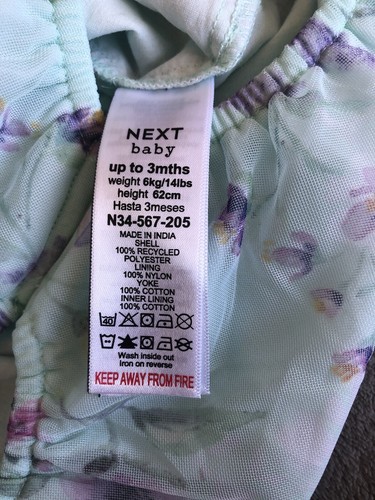 NEXT
baby
up to 3mths
weight 6kg/14lbs
height 62cm
Hasta 3meses
N34-567-205
MADE IN INDIA
SHELL
100% RECYCLED
POLYESTER
LINING
100% NYLON
YOKE
100% COTTON
INNER LINING
100% COTTON
40
Wash inside out
Iron on reverse
KEEP AWAY FROM FIRE